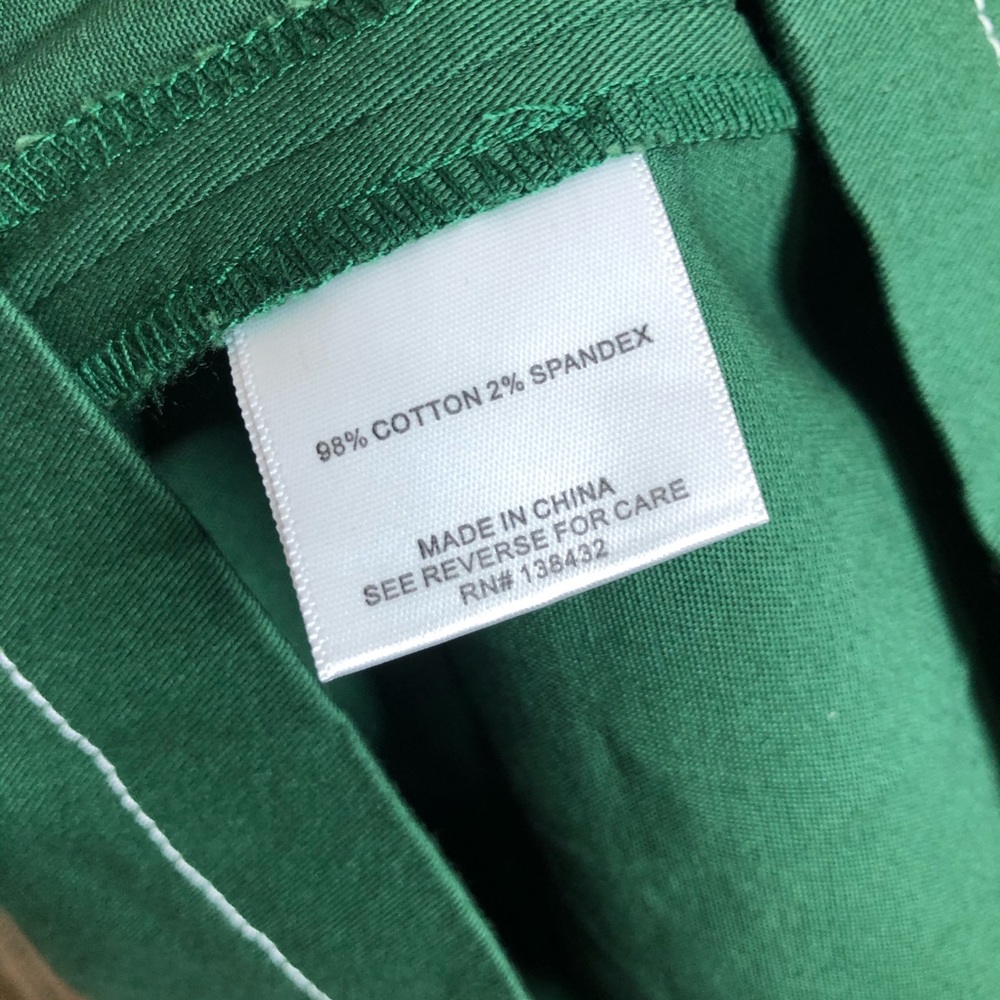 98% COTTON 2% SPANDEX
MADE IN CHINA
SEE REVERSE FOR CARE
RN# 138432